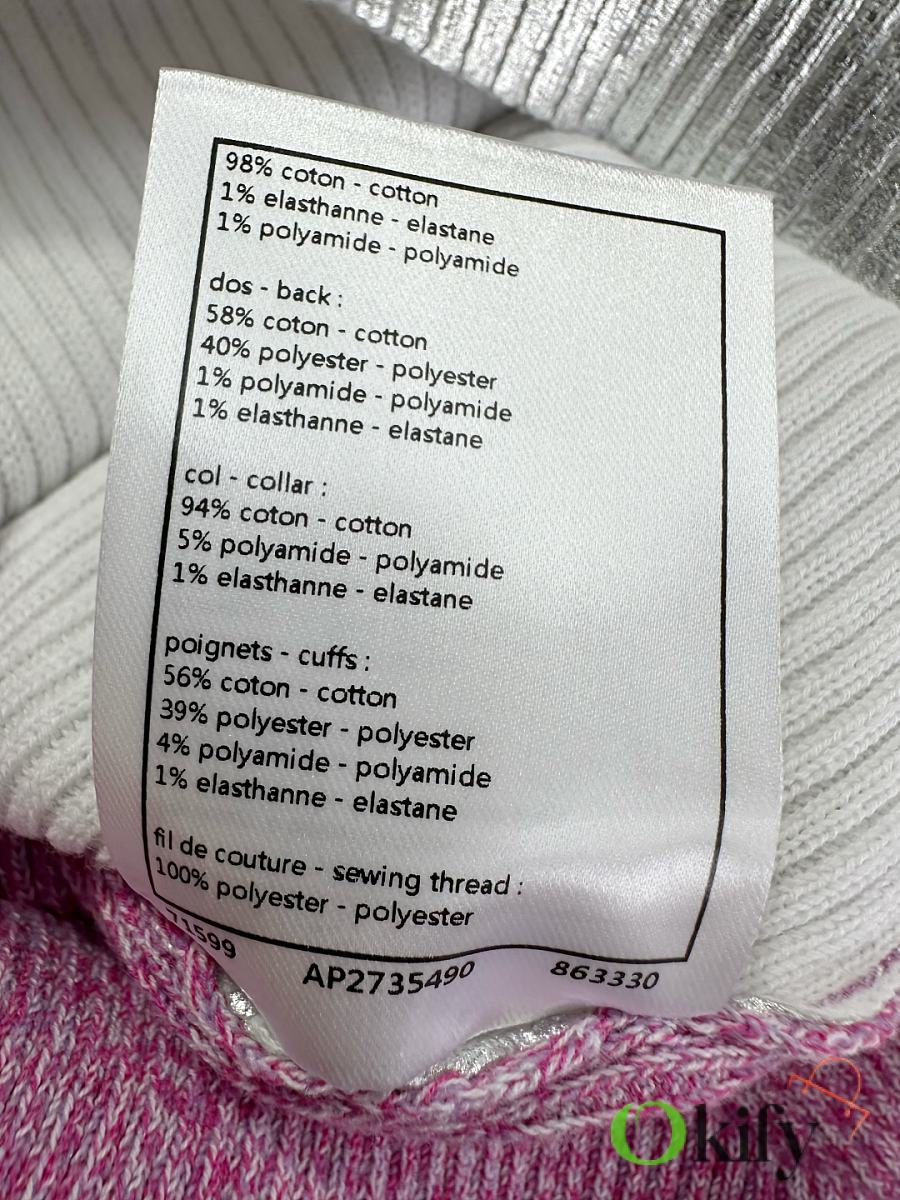 98% coton - cotton
1% elasthanne - elastane
1% polyamide - polyamide
dos - back :
58% coton - cotton
40% polyester - polyester
1% polyamide - polyamide
1% elasthanne - elastane
col - collar :
94% coton - cotton
5% polyamide - polyamide
1% elasthanne - elastane
poignets - cuffs :
56% coton - cotton
39% polyester - polyester
4% polyamide - polyamide
1% elasthanne - elastane
fil de couture - sewing thread :
100% polyester - polyester
71599 AP2735490 863330
Okify